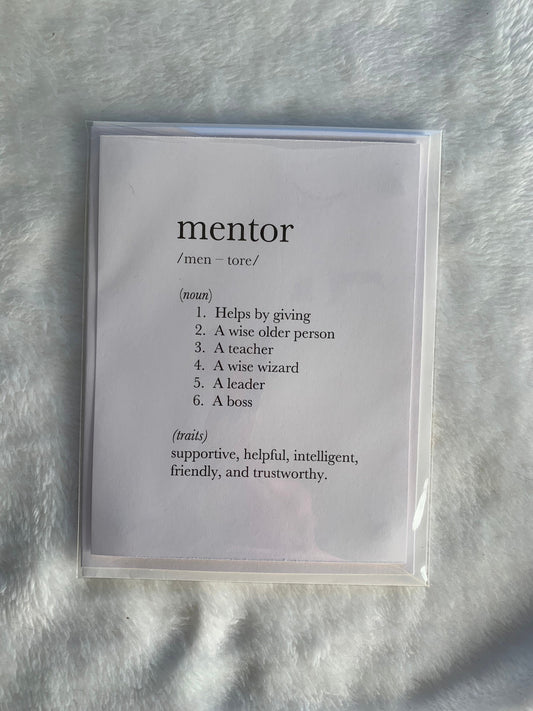 mentor
/men – tore/
(noun)
1. Helps by giving
2. A wise older person
3. A teacher
4. A wise wizard
5. A leader
6. A boss
(traits)
supportive, helpful, intelligent,
friendly, and trustworthy.